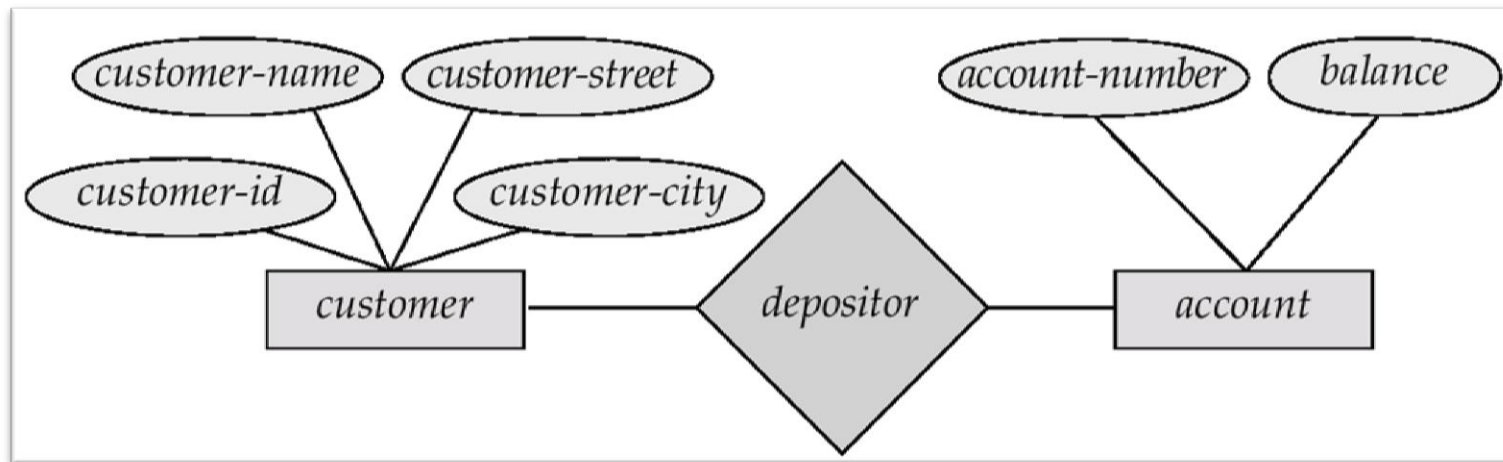 customer-name customer-street account-number balance
customer-id customer-city
customer depositor account